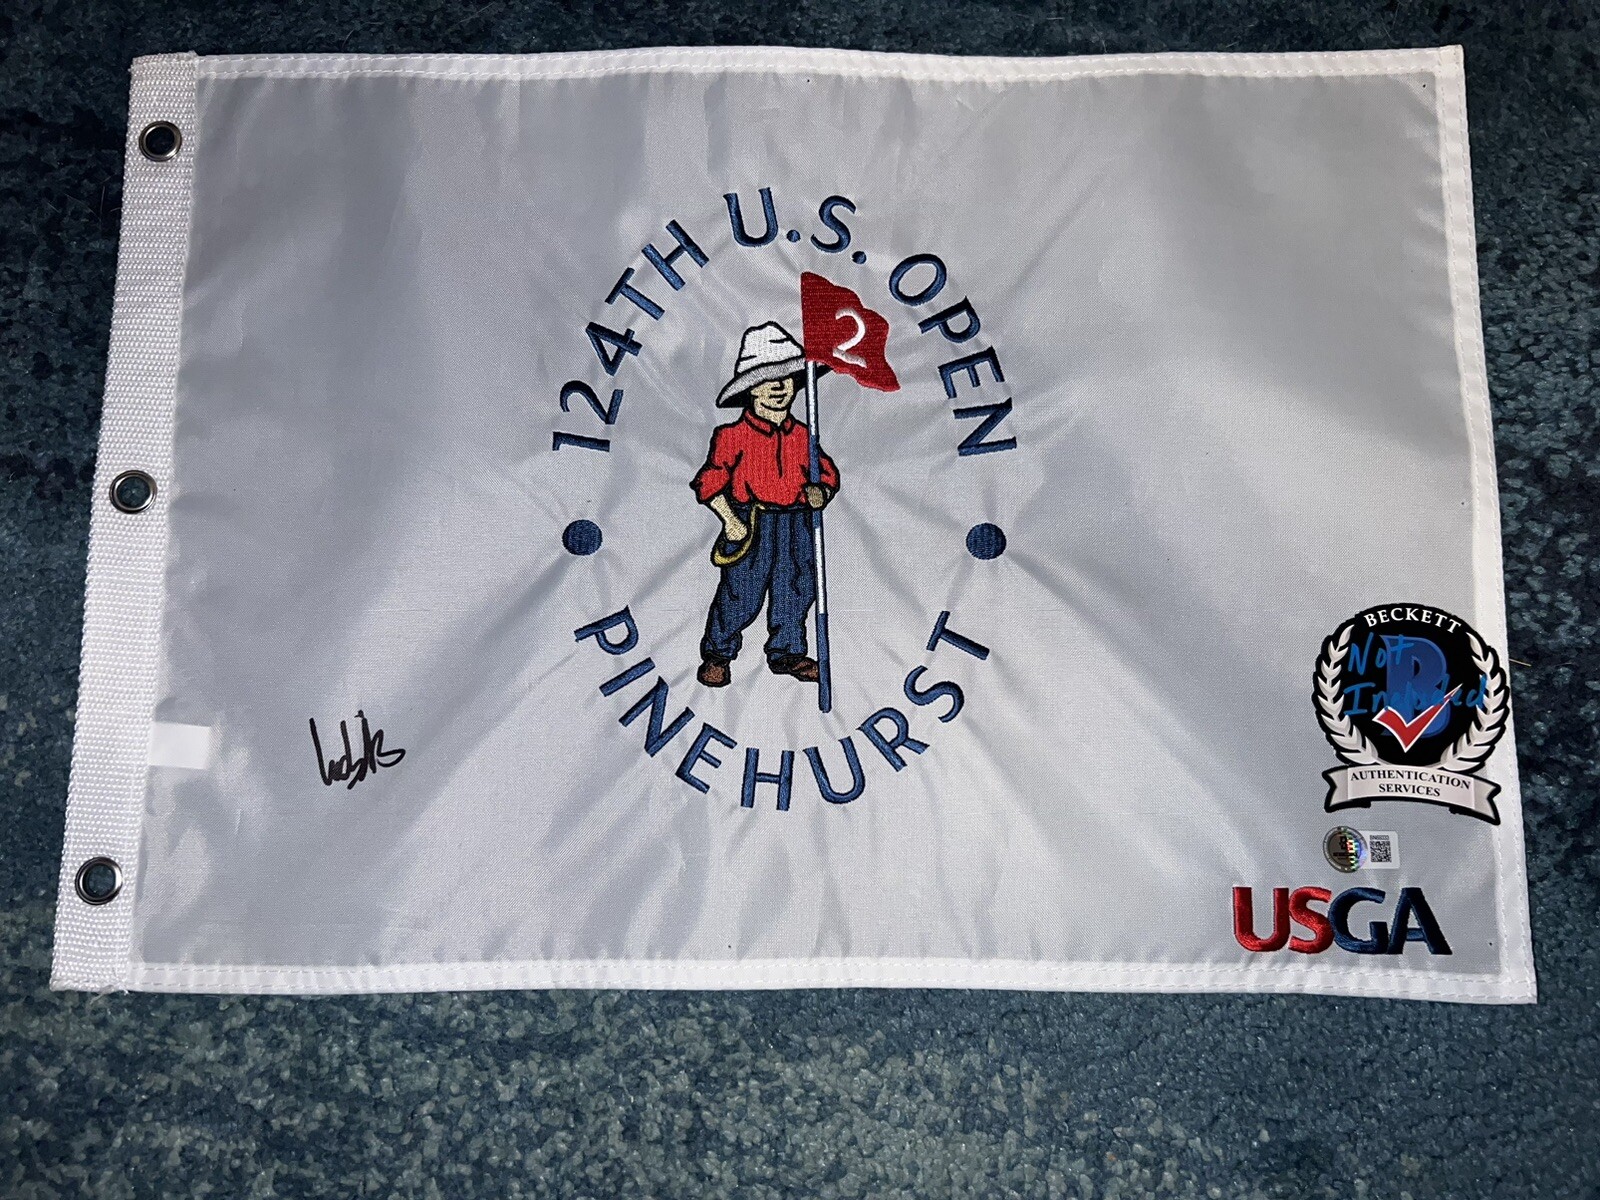 124TH U.S. OPEN
2
PINEHURST
BECKETT
Not
Included
B
AUTHENTICATION
SERVICES
USGA